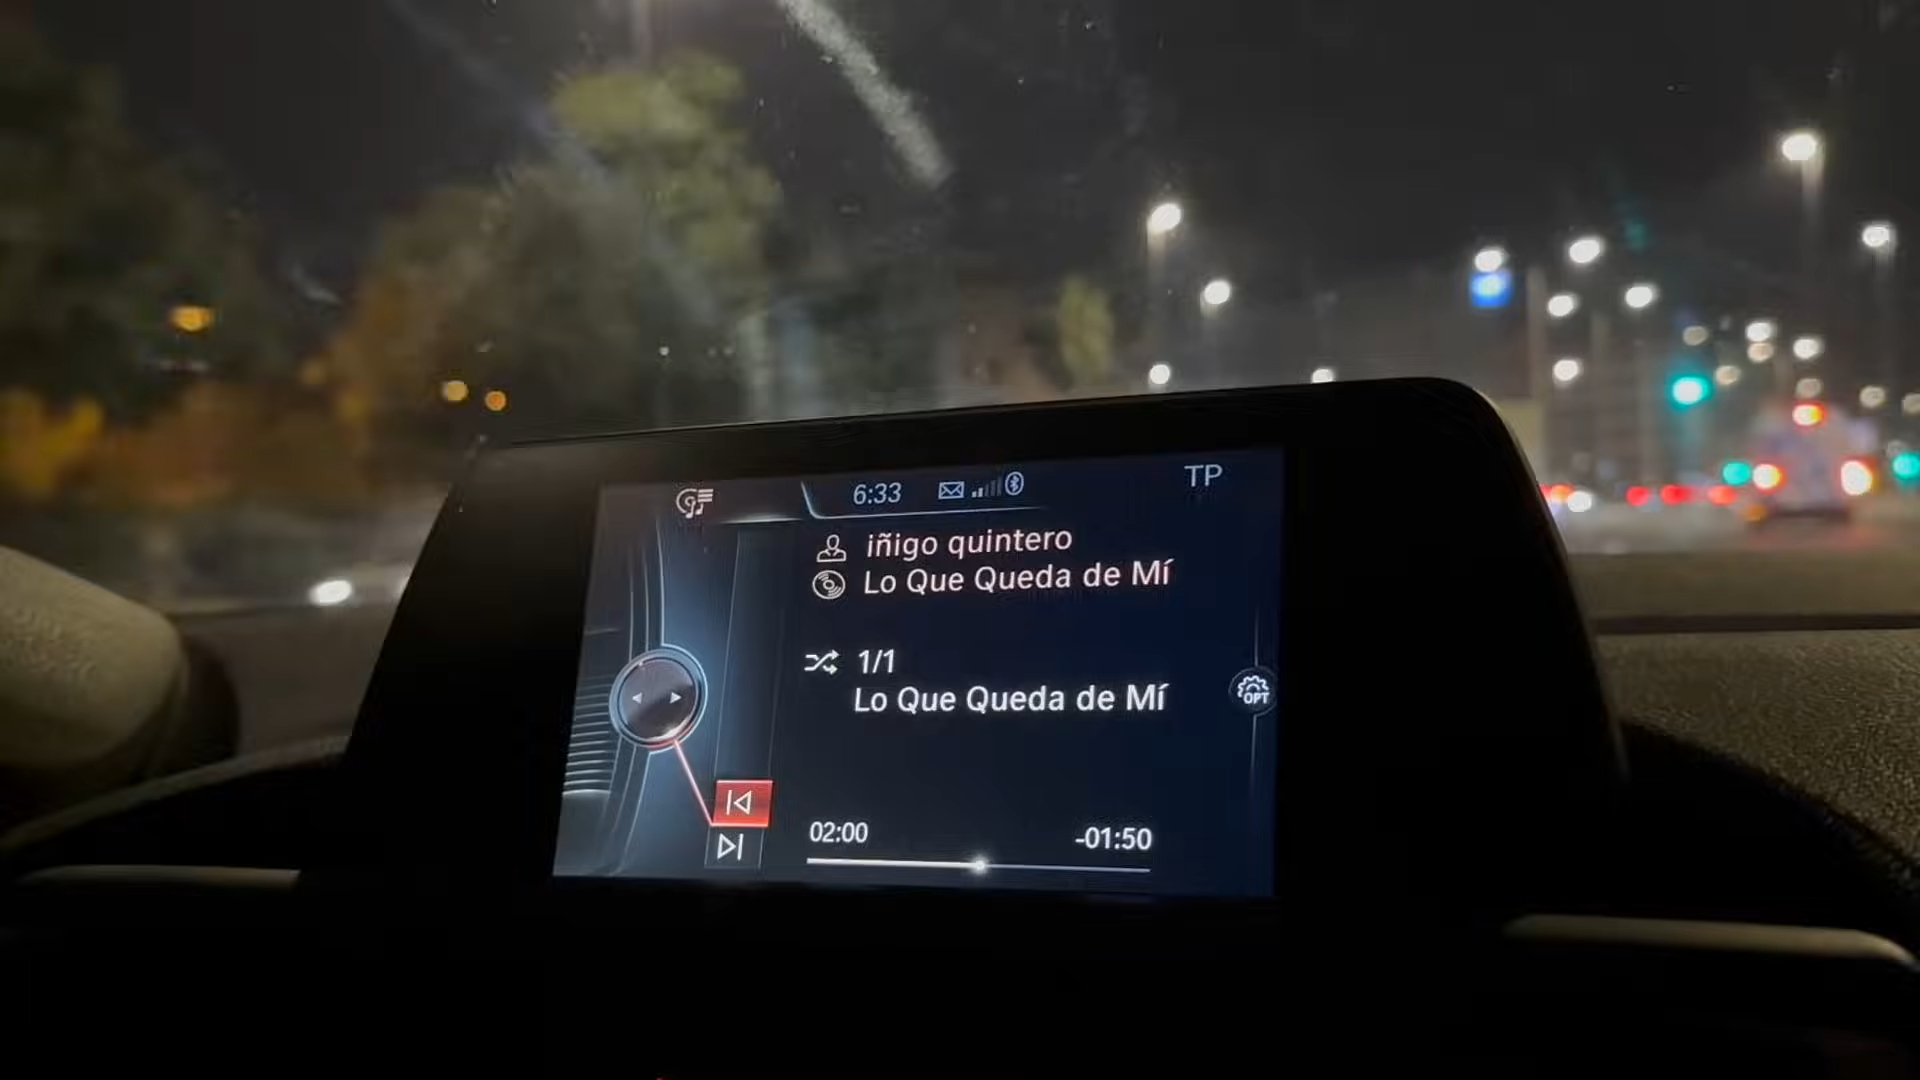 6:33
TP
iñigo quintero
Lo Que Queda de Mí
1/1
Lo Que Queda de Mí
OPT
02:00 -01:50